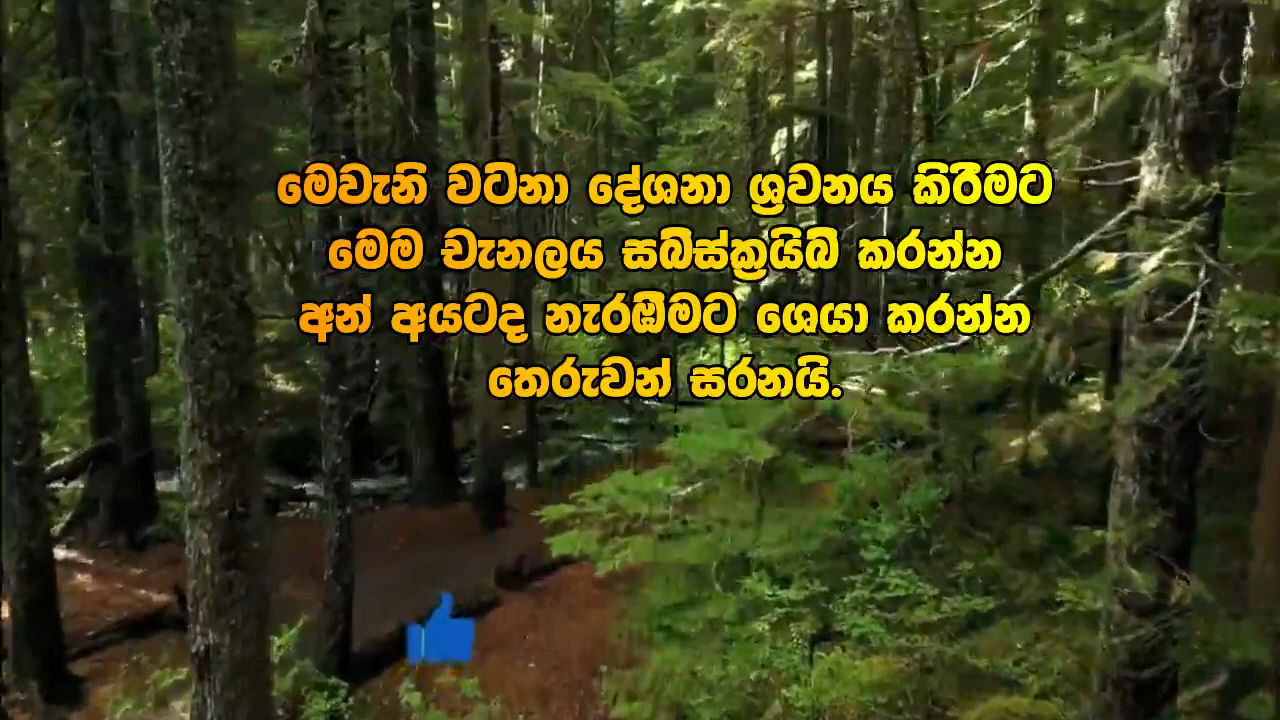 මෙවැනි වටිනා දේශනා ශ්‍රවනය කිරීමට
මෙම චැනලය සබ්ස්ක්‍රයිබ් කරන්න
අන් අයටද නැරඹීමට ශෙයා කරන්න
තෙරුවන් සරනයි.